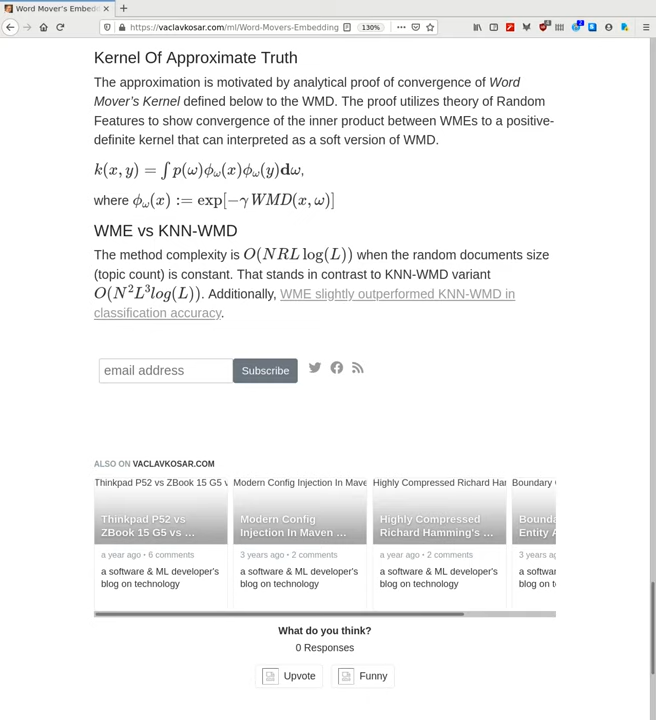 Word Mover's Embedd
https://vaclavkosar.com/ml/Word-Movers-Embedding
130%
Kernel Of Approximate Truth
The approximation is motivated by analytical proof of convergence of Word
Mover's Kernel defined below to the WMD. The proof utilizes theory of Random
Features to show convergence of the inner product between WMEs to a positive-
definite kernel that can interpreted as a soft version of WMD.
k(x, y) = ∫ p(ω)ϕω(x)ϕω(y)dω,
where ϕω(x) := exp[−γ WMD(x, ω)]
WME vs KNN-WMD
The method complexity is O(NRL log(L)) when the random documents size
(topic count) is constant. That stands in contrast to KNN-WMD variant
O(N²L³log(L)). Additionally, WME slightly outperformed KNN-WMD in
classification accuracy.
email address Subscribe
ALSO ON VACLAVKOSAR.COM
Thinkpad P52 vs ZBook 15 G5 v Modern Config Injection In Mave Highly Compressed Richard Har Boundary
Thinkpad P52 vs Modern Config Highly Compressed Bounda
ZBook 15 G5 vs … Injection In Maven … Richard Hamming's … Entity
a year ago • 6 comments 3 years ago • 2 comments a year ago • 2 comments 3 years ag
a software & ML developer's a software & ML developer's a software & ML developer's a softwar
blog on technology blog on technology blog on technology blog on t
What do you think?
0 Responses
Upvote Funny